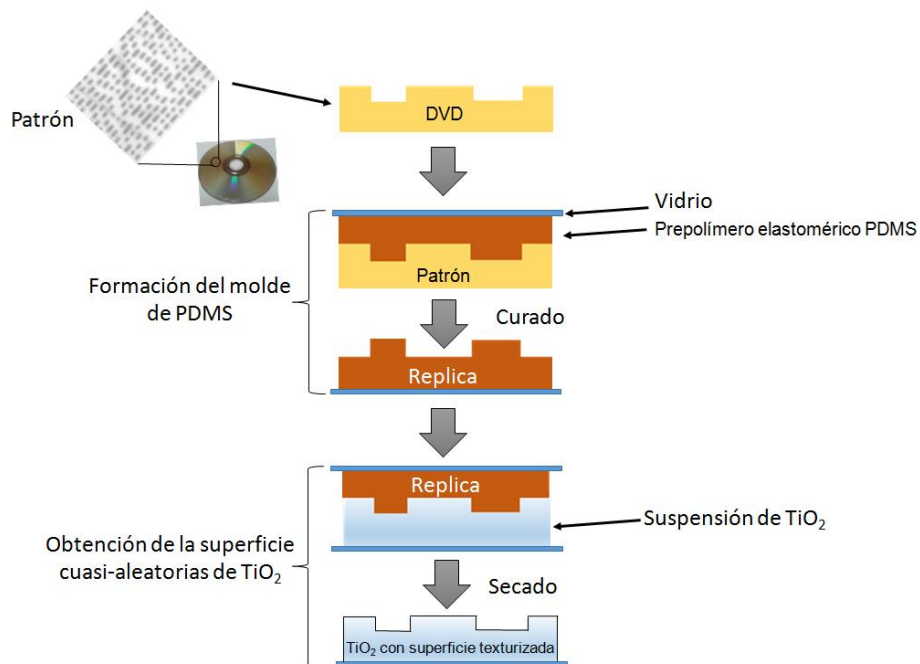 Patrón
DVD
Vidrio
Prepolímero elastomérico PDMS
Patrón
Formación del molde
de PDMS
Curado
Replica
Replica
Suspensión de TiO₂
Obtención de la superficie
cuasi-aleatorias de TiO₂
Secado
TiO₂ con superficie texturizada